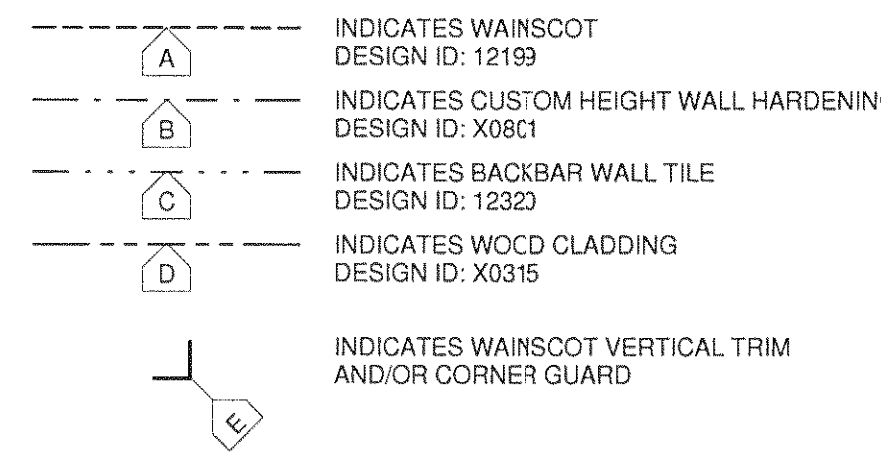 INDICATES WAINSCOT
A
DESIGN ID: 12199
INDICATES CUSTOM HEIGHT WALL HARDENIN
B
DESIGN ID: X0801
INDICATES BACKBAR WALL TILE
C
DESIGN ID: 12320
INDICATES WOOD CLADDING
D
DESIGN ID: X0315
INDICATES WAINSCOT VERTICAL TRIM
AND/OR CORNER GUARD
E